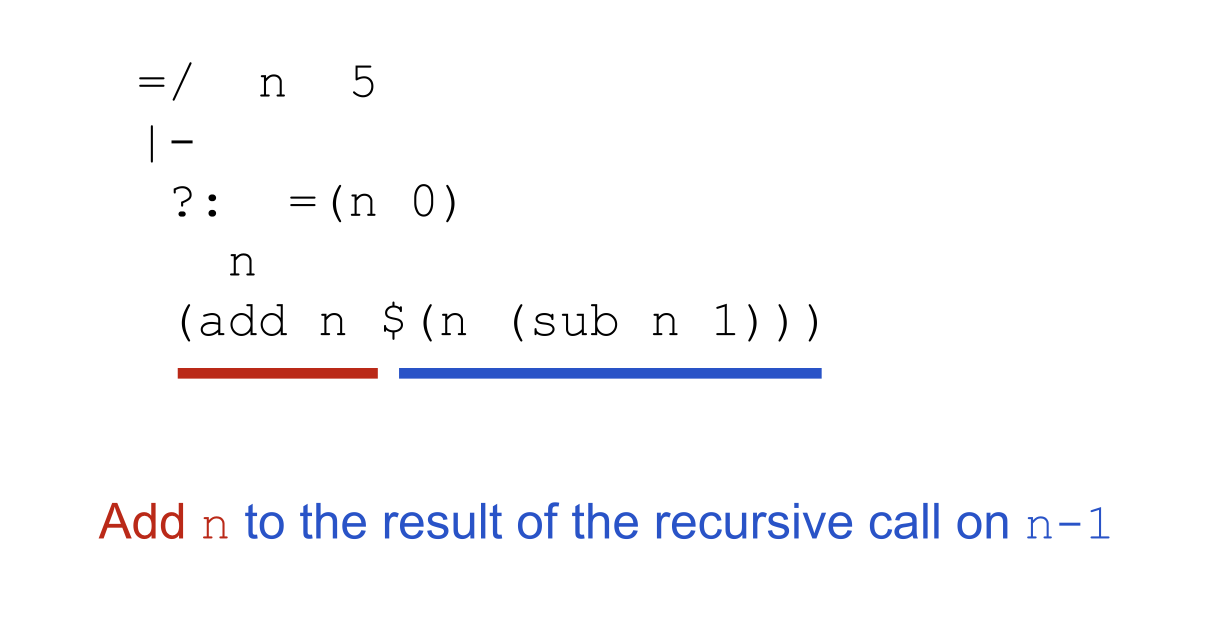 =/  n  5
|-
?:  =(n 0)
n
(add n $(n (sub n 1)))
Add n to the result of the recursive call on n-1